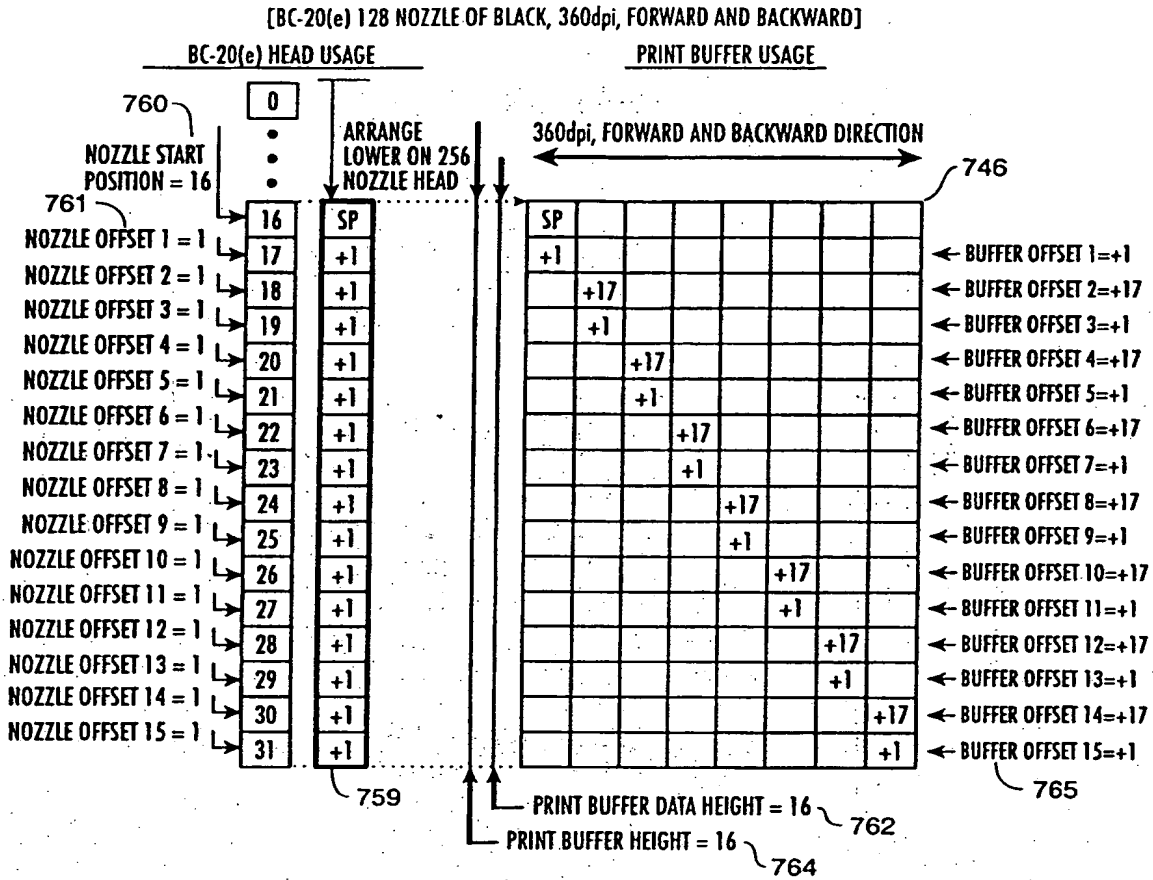 [BC-20(e) 128 NOZZLE OF BLACK, 360dpi, FORWARD AND BACKWARD]
BC-20(e) HEAD USAGE
PRINT BUFFER USAGE
760
0
ARRANGE
LOWER ON 256
NOZZLE HEAD
360dpi, FORWARD AND BACKWARD DIRECTION
NOZZLE START
POSITION = 16
746
761
16 SP SP
NOZZLE OFFSET 1 = 1 17 +1 +1 BUFFER OFFSET 1=+1
NOZZLE OFFSET 2 = 1 18 +1 +17 BUFFER OFFSET 2=+17
NOZZLE OFFSET 3 = 1 19 +1 +1 BUFFER OFFSET 3=+1
NOZZLE OFFSET 4 = 1 20 +1 +17 BUFFER OFFSET 4=+17
NOZZLE OFFSET 5 = 1 21 +1 +1 BUFFER OFFSET 5=+1
NOZZLE OFFSET 6 = 1 22 +1 +17 BUFFER OFFSET 6=+17
NOZZLE OFFSET 7 = 1 23 +1 +1 BUFFER OFFSET 7=+1
NOZZLE OFFSET 8 = 1 24 +1 +17 BUFFER OFFSET 8=+17
NOZZLE OFFSET 9 = 1 25 +1 +1 BUFFER OFFSET 9=+1
NOZZLE OFFSET 10 = 1 26 +1 +17 BUFFER OFFSET 10=+17
NOZZLE OFFSET 11 = 1 27 +1 +1 BUFFER OFFSET 11=+1
NOZZLE OFFSET 12 = 1 28 +1 +17 BUFFER OFFSET 12=+17
NOZZLE OFFSET 13 = 1 29 +1 +1 BUFFER OFFSET 13=+1
NOZZLE OFFSET 14 = 1 30 +1 +17 BUFFER OFFSET 14=+17
NOZZLE OFFSET 15 = 1 31 +1 +1 BUFFER OFFSET 15=+1
759
765
PRINT BUFFER DATA HEIGHT = 16
762
PRINT BUFFER HEIGHT = 16
764